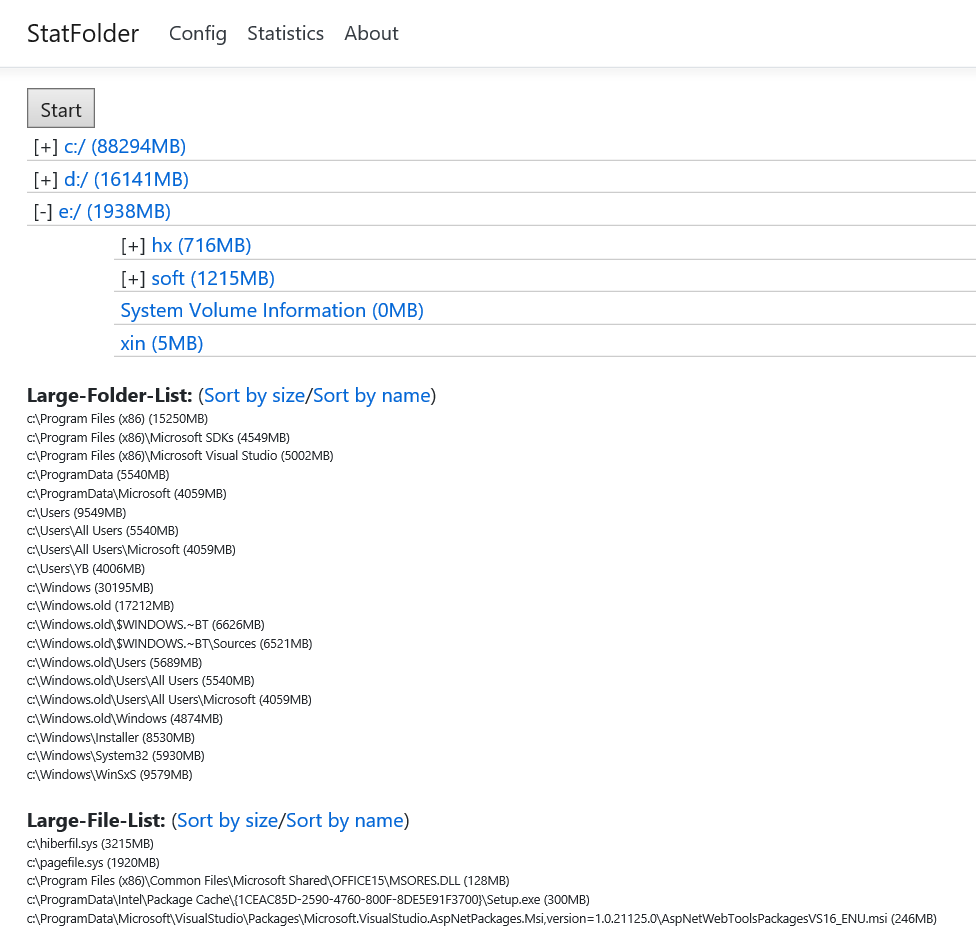 StatFolder Config Statistics About
Start
[+] c:/ (88294MB)
[+] d:/ (16141MB)
[-] e:/ (1938MB)
[+] hx (716MB)
[+] soft (1215MB)
System Volume Information (0MB)
xin (5MB)
Large-Folder-List: (Sort by size/Sort by name)
c:\Program Files (x86) (15250MB)
c:\Program Files (x86)\Microsoft SDKs (4549MB)
c:\Program Files (x86)\Microsoft Visual Studio (5002MB)
c:\ProgramData (5540MB)
c:\ProgramData\Microsoft (4059MB)
c:\Users (9549MB)
c:\Users\All Users (5540MB)
c:\Users\All Users\Microsoft (4059MB)
c:\Users\YB (4006MB)
c:\Windows (30195MB)
c:\Windows.old (17212MB)
c:\Windows.old\$WINDOWS.~BT (6626MB)
c:\Windows.old\$WINDOWS.~BT\Sources (6521MB)
c:\Windows.old\Users (5689MB)
c:\Windows.old\Users\All Users (5540MB)
c:\Windows.old\Users\All Users\Microsoft (4059MB)
c:\Windows.old\Windows (4874MB)
c:\Windows\Installer (8530MB)
c:\Windows\System32 (5930MB)
c:\Windows\WinSxS (9579MB)
Large-File-List: (Sort by size/Sort by name)
c:\hiberfil.sys (3215MB)
c:\pagefile.sys (1920MB)
c:\Program Files (x86)\Common Files\Microsoft Shared\OFFICE15\MSORES.DLL (128MB)
c:\ProgramData\Intel\Package Cache\{1CEAC85D-2590-4760-800F-8DE5E91F3700}\Setup.exe (300MB)
c:\ProgramData\Microsoft\VisualStudio\Packages\Microsoft.VisualStudio.AspNetPackages.Msi,version=1.0.21125.0\AspNetWebToolsPackagesVS16_ENU.msi (246MB)